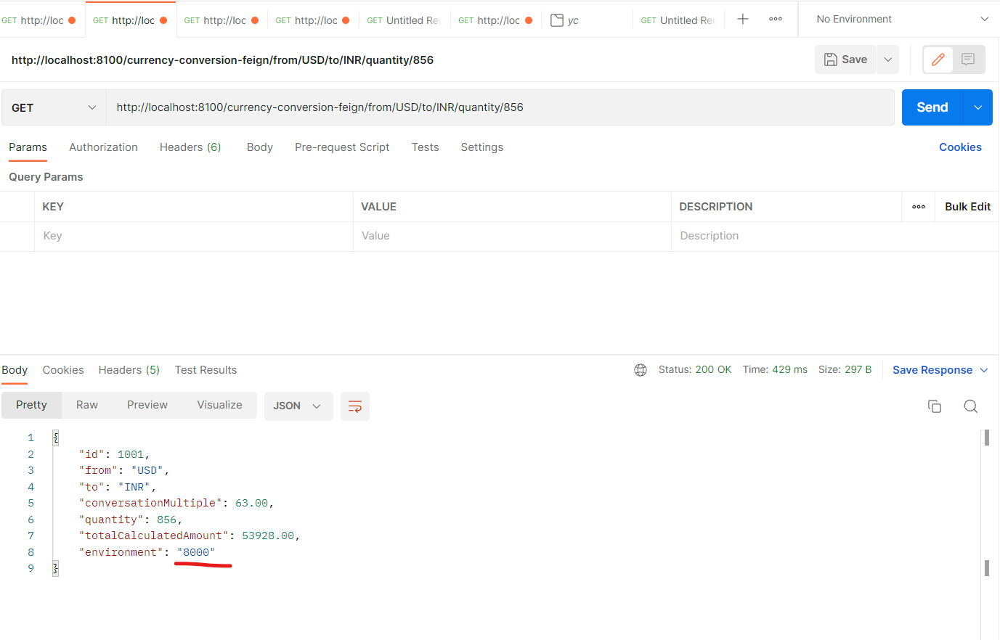 GET http://loc GET http://loc GET http://loc GET http://loc GET Untitled Re GET http://loc yc GET Untitled Re No Environment
http://localhost:8100/currency-conversion-feign/from/USD/to/INR/quantity/856 Save
GET http://localhost:8100/currency-conversion-feign/from/USD/to/INR/quantity/856 Send
Params Authorization Headers (6) Body Pre-request Script Tests Settings Cookies
Query Params
KEY VALUE DESCRIPTION Bulk Edit
Key Value Description
Body Cookies Headers (5) Test Results Status: 200 OK Time: 429 ms Size: 297 B Save Response
Pretty Raw Preview Visualize JSON
1 {
2 "id": 1001,
3 "from": "USD",
4 "to": "INR",
5 "conversationMultiple": 63.00,
6 "quantity": 856,
7 "totalCalculatedAmount": 53928.00,
8 "environment": "8000"
9 }